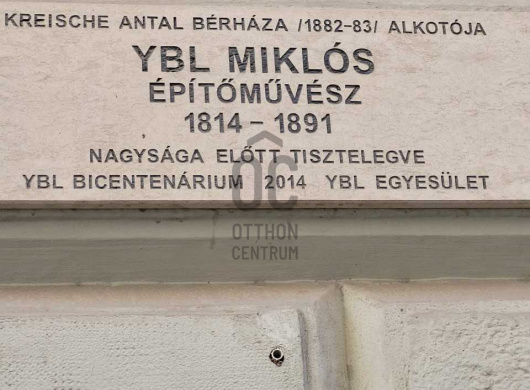 KREISCHE ANTAL BÉRHÁZA /1882-83/ ALKOTÓJA
YBL MIKLÓS
ÉPÍTŐMŰVÉSZ
1814 – 1891
NAGYSÁGA ELŐTT TISZTELEGVE
YBL BICENTENÁRIUM 2014 YBL EGYESÜLET
OC
OTTHON
CENTRUM